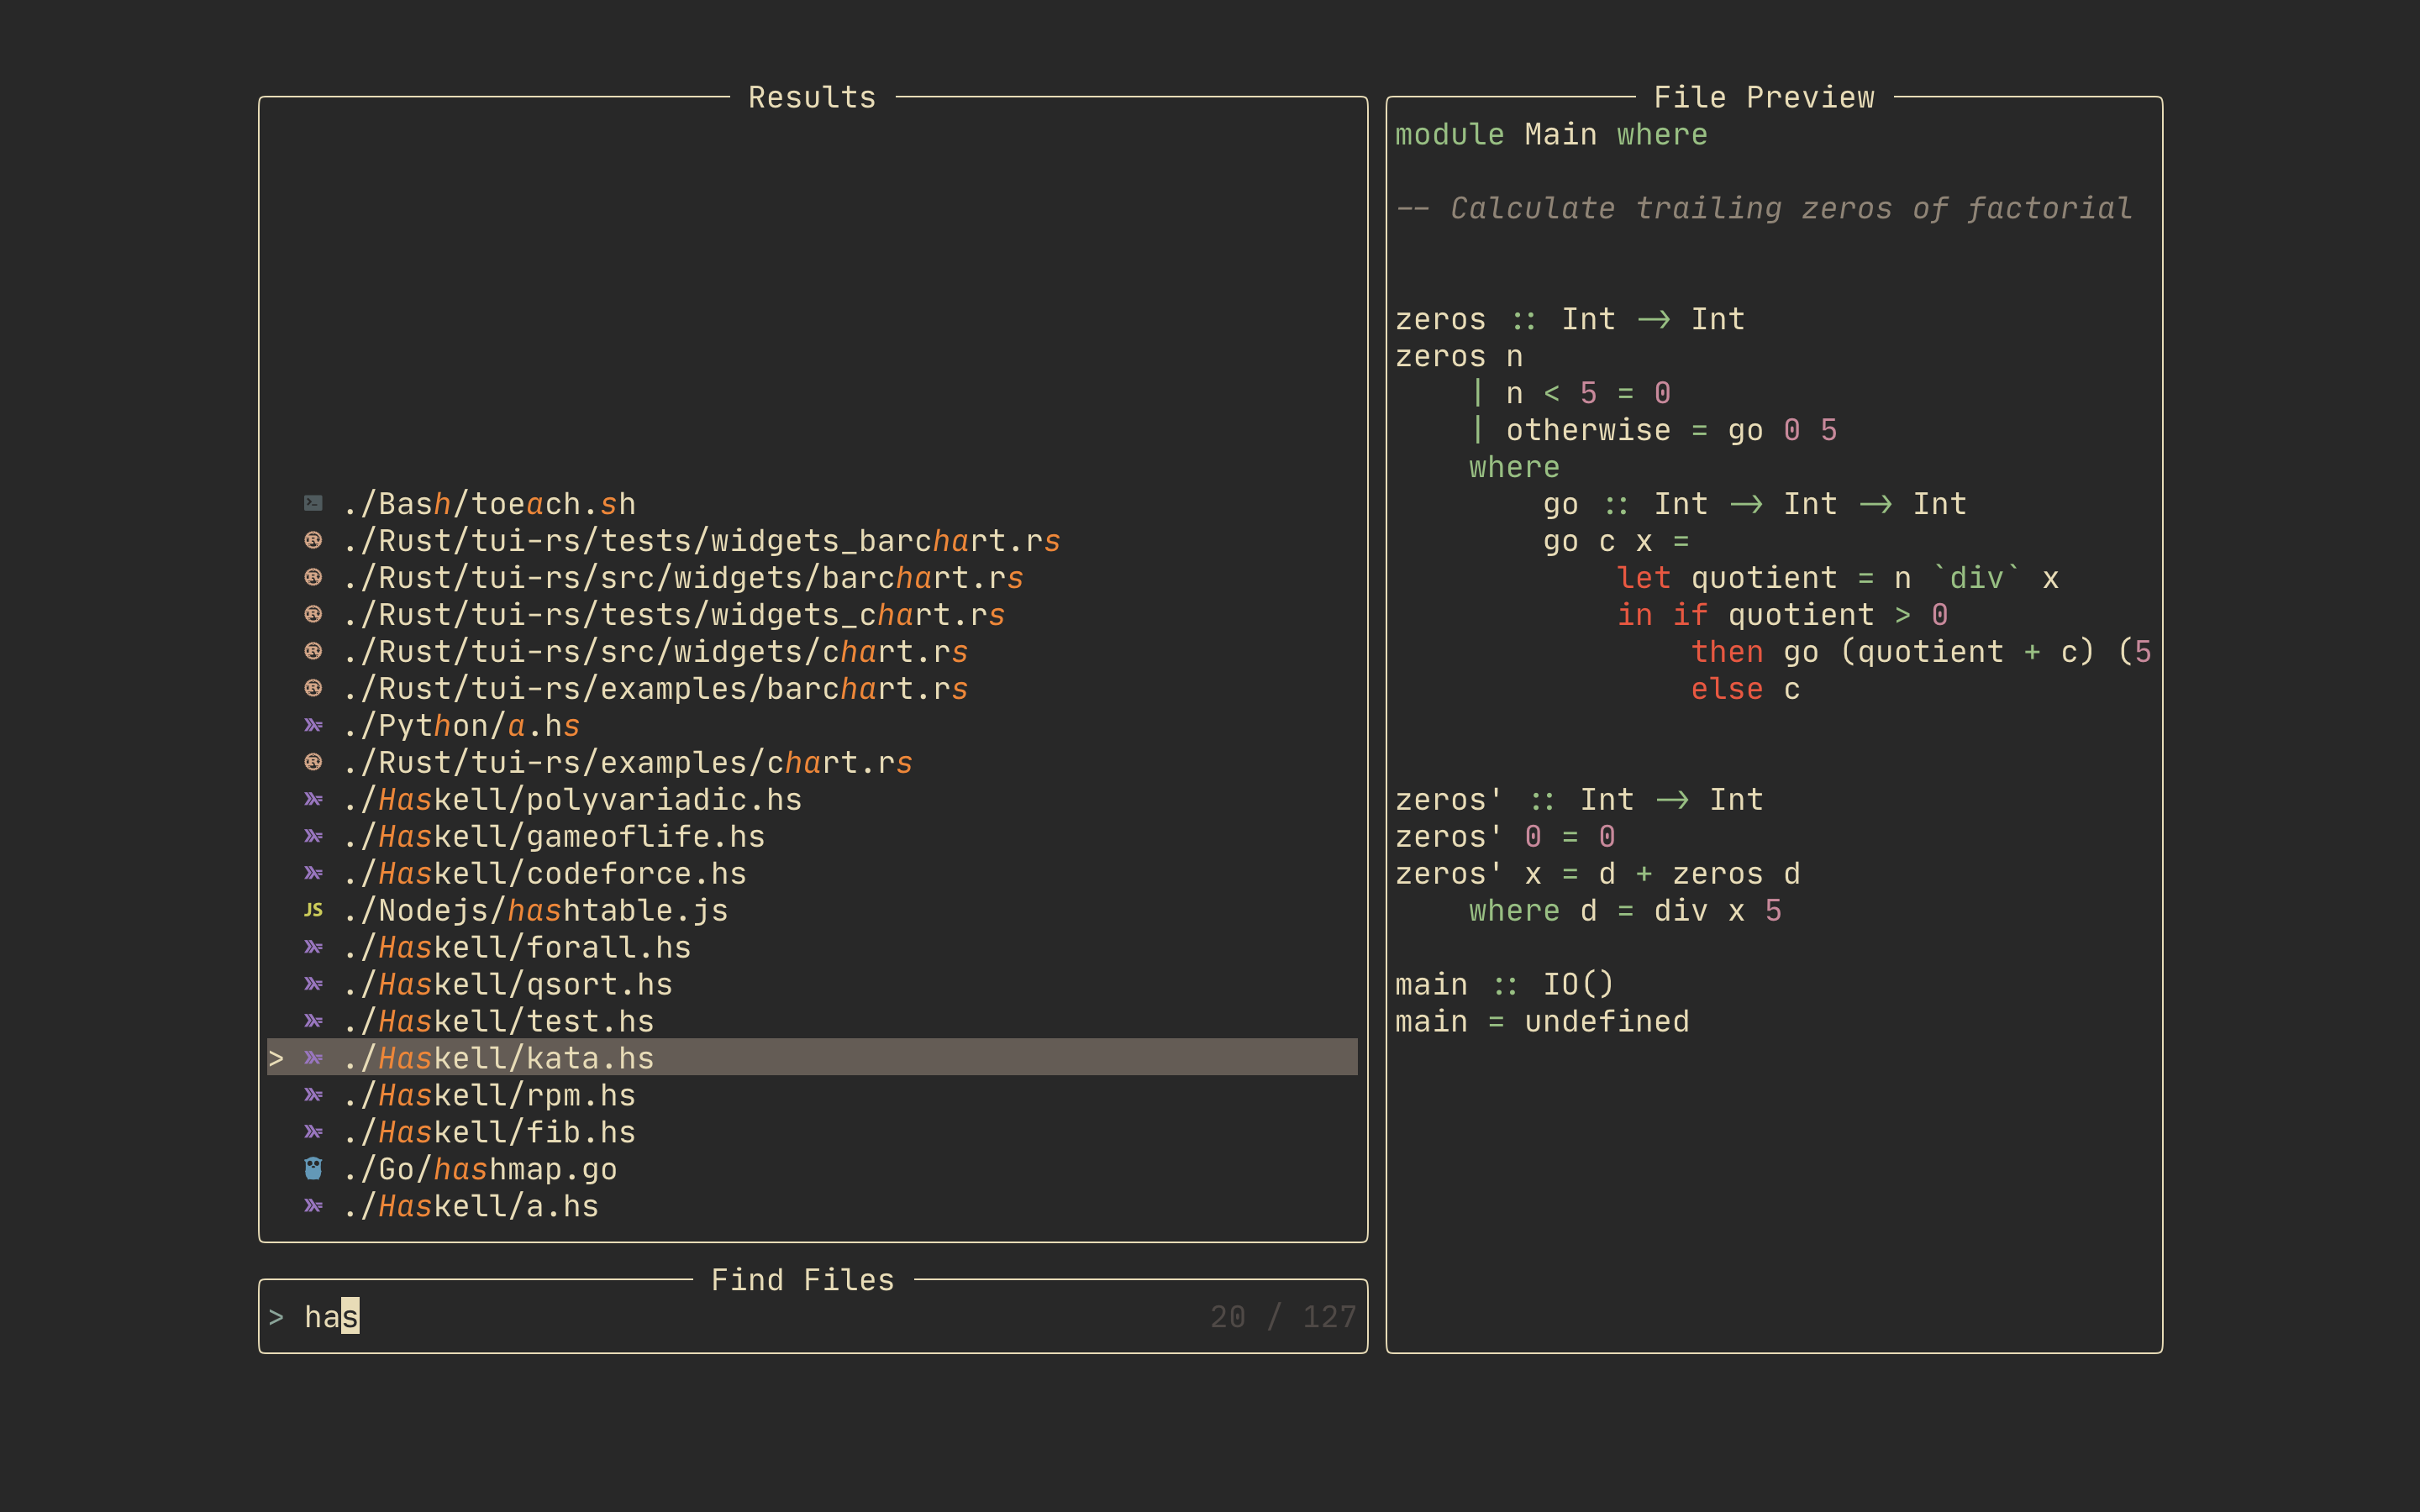 Results
./Bash/toeach.sh
./Rust/tui-rs/tests/widgets_barchart.rs
./Rust/tui-rs/src/widgets/barchart.rs
./Rust/tui-rs/tests/widgets_chart.rs
./Rust/tui-rs/src/widgets/chart.rs
./Rust/tui-rs/examples/barchart.rs
./Python/a.hs
./Rust/tui-rs/examples/chart.rs
./Haskell/polyvariadic.hs
./Haskell/gameoflife.hs
./Haskell/codeforce.hs
JS ./Nodejs/hashtable.js
./Haskell/forall.hs
./Haskell/qsort.hs
./Haskell/test.hs
> ./Haskell/kata.hs
./Haskell/rpm.hs
./Haskell/fib.hs
./Go/hashmap.go
./Haskell/a.hs
Find Files
> has 20 / 127
File Preview
module Main where
-- Calculate trailing zeros of factorial
zeros :: Int -> Int
zeros n
    | n < 5 = 0
    | otherwise = go 0 5
    where
        go :: Int -> Int -> Int
        go c x =
            let quotient = n `div` x
            in if quotient > 0
                then go (quotient + c) (5
                else c
zeros' :: Int -> Int
zeros' 0 = 0
zeros' x = d + zeros d
    where d = div x 5
main :: IO()
main = undefined